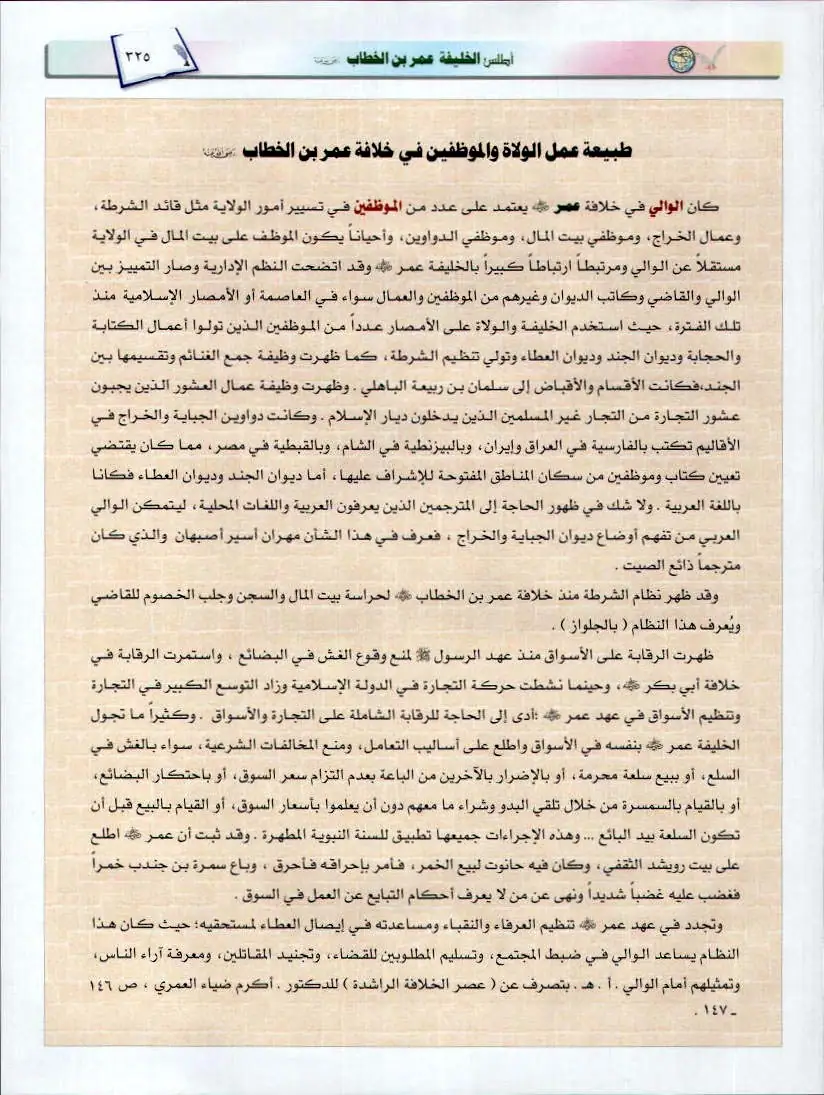 أطلس الخليفة عمر بن الخطاب رضي الله عنه
٣٢٥
طبيعة عمل الولاة والموظفين في خلافة عمر بن الخطاب رضي الله عنه
كان الوالي في خلافة عمر ﷺ يعتمد على عدد من الموظفين في تسيير أمور الولاية مثل قائد الشرطة،
وعمال الخراج، وموظفي بيت المال، وموظفي الدواوين، وأحياناً يكون الموظف على بيت المال في الولاية
مستقلاً عن الوالي ومرتبطاً ارتباطاً كبيراً بالخليفة عمر رضي الله عنه وقد اتضحت النظم الإدارية وصار التمييز بين
الوالي والقاضي وكاتب الديوان وغيرهم من الموظفين والعمال سواء في العاصمة أو الأمصار الإسلامية منذ
تلك الفترة، حيث استخدم الخليفة والولاة على الأمصار عدداً من الموظفين الذين تولوا أعمال الكتابة
والحجابة وديوان الجند وديوان العطاء وتولي تنظيم الشرطة، كما ظهرت وظيفة جمع الغنائم وتقسيمها بين
الجند،فكانت الأقسام والأقباض إلى سلمان بن ربيعة الباهلي . وظهرت وظيفة عمال العشور الذين يجبون
عشور التجارة من التجار غير المسلمين الذين يدخلون ديار الإسلام . وكانت دواوين الجباية والخراج في
الأقاليم تكتب بالفارسية في العراق وإيران، وبالبيزنطية في الشام، وبالقبطية في مصر، مما كان يقتضي
تعيين كتاب وموظفين من سكان المناطق المفتوحة للإشراف عليها، أما ديوان الجند وديوان العطاء فكانا
باللغة العربية . ولا شك في ظهور الحاجة إلى المترجمين الذين يعرفون العربية واللغات المحلية، ليتمكن الوالي
العربي من تفهم أوضاع ديوان الجباية والخراج ، فعرف في هذا الشأن مهران أسير أصبهان والذي كان
مترجماً ذائع الصيت .
وقد ظهر نظام الشرطة منذ خلافة عمر بن الخطاب رضي الله عنه لحراسة بيت المال والسجن وجلب الخصوم للقاضي
ويُعرف هذا النظام ( بالجلواز ) .
ظهرت الرقابة على الأسواق منذ عهد الرسول ﷺ لمنع وقوع الغش في البضائع ، واستمرت الرقابة في
خلافة أبي بكر رضي الله عنه، وحينما نشطت حركة التجارة في الدولة الإسلامية وزاد التوسع الكبير في التجارة
وتنظيم الأسواق في عهد عمر رضي الله عنه ؛أدى إلى الحاجة للرقابة الشاملة على التجارة والأسواق . وكثيراً ما تجول
الخليفة عمر رضي الله عنه بنفسه في الأسواق واطلع على أساليب التعامل، ومنع المخالفات الشرعية، سواء بالغش في
السلع، أو ببيع سلعة محرمة، أو بالإضرار بالآخرين من الباعة بعدم التزام سعر السوق، أو باحتكار البضائع،
أو بالقيام بالسمسرة من خلال تلقي البدو وشراء ما معهم دون أن يعلموا بأسعار السوق، أو القيام بالبيع قبل أن
تكون السلعة بيد البائع ... وهذه الإجراءات جميعها تطبيق للسنة النبوية المطهرة . وقد ثبت أن عمر رضي الله عنه اطلع
على بيت رويشد الثقفي، وكان فيه حانوت لبيع الخمر، فأمر بإحراقه فأحرق ، وباع سمرة بن جندب خمراً
فغضب عليه غضباً شديداً ونهى عن من لا يعرف أحكام التبايع عن العمل في السوق .
وتجدد في عهد عمر رضي الله عنه تنظيم العرفاء والنقباء ومساعدته في إيصال العطاء لمستحقيه؛ حيث كان هذا
النظام يساعد الوالي في ضبط المجتمع، وتسليم المطلوبين للقضاء، وتجنيد المقاتلين، ومعرفة آراء الناس،
وتمثيلهم أمام الوالي . أ . هـ . بتصرف عن ( عصر الخلافة الراشدة ) للدكتور . أكرم ضياء العمري ، ص ١٤٦
ـ ١٤٧ .